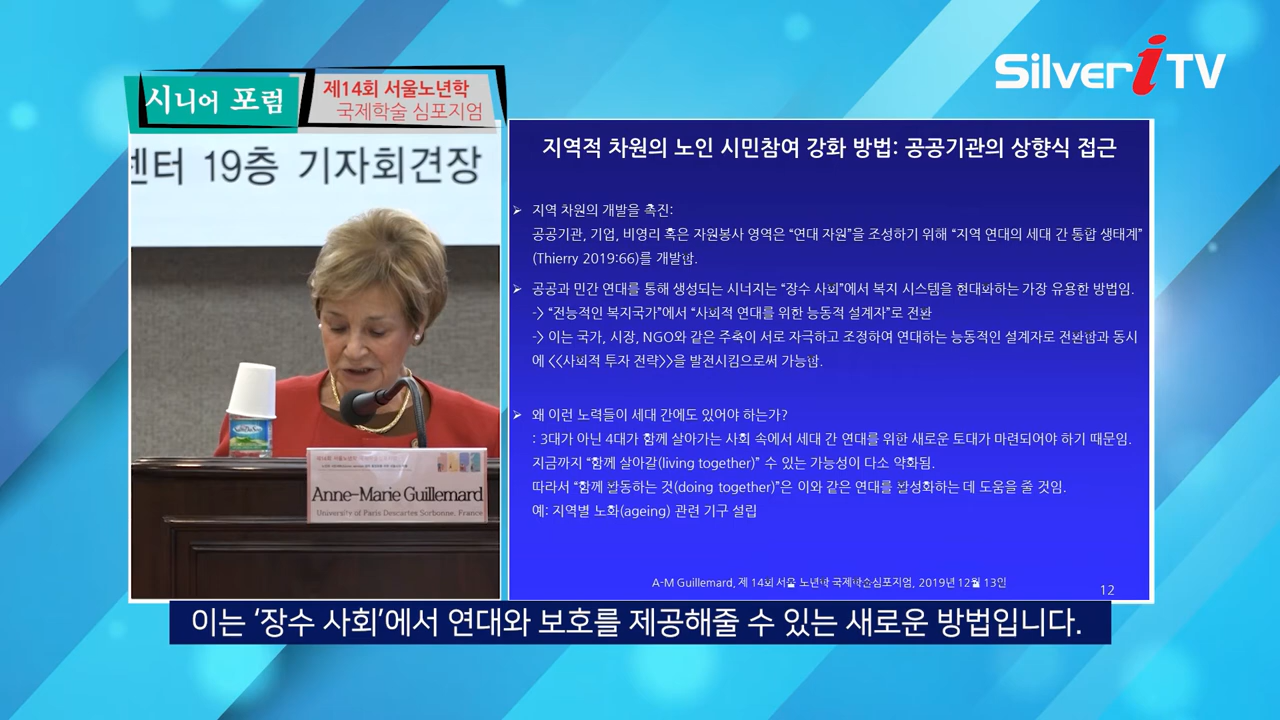 Silver i TV
시니어 포럼
제14회 서울노년학
국제학술 심포지엄
센터 19층 기자회견장
Anne-Marie Guillemard
University of Paris Descartes Sorbonne, France
지역적 차원의 노인 시민참여 강화 방법: 공공기관의 상향식 접근
➢ 지역 차원의 개발을 촉진:
공공기관, 기업, 비영리 혹은 자원봉사 영역은 “연대 자원”을 조성하기 위해 “지역 연대의 세대 간 통합 생태계”
(Thierry 2019:66)를 개발함.
➢ 공공과 민간 연대를 통해 생성되는 시너지는 “장수 사회”에서 복지 시스템을 현대화하는 가장 유용한 방법임.
-> “전능적인 복지국가”에서 “사회적 연대를 위한 능동적 설계자”로 전환
-> 이는 국가, 시장, NGO와 같은 주축이 서로 자극하고 조정하여 연대하는 능동적인 설계자로 전환함과 동시
에 <<사회적 투자 전략>>을 발전시킴으로써 가능함.
➢ 왜 이런 노력들이 세대 간에도 있어야 하는가?
: 3대가 아닌 4대가 함께 살아가는 사회 속에서 세대 간 연대를 위한 새로운 토대가 마련되어야 하기 때문임.
지금까지 “함께 살아갈(living together)” 수 있는 가능성이 다소 약화됨.
따라서 “함께 활동하는 것(doing together)”은 이와 같은 연대를 활성화하는 데 도움을 줄 것임.
예: 지역별 노화(ageing) 관련 기구 설립
A-M Guillemard, 제 14회 서울 노년학 국제학술심포지엄, 2019년 12월 13인
12
이는 ‘장수 사회’에서 연대와 보호를 제공해줄 수 있는 새로운 방법입니다.